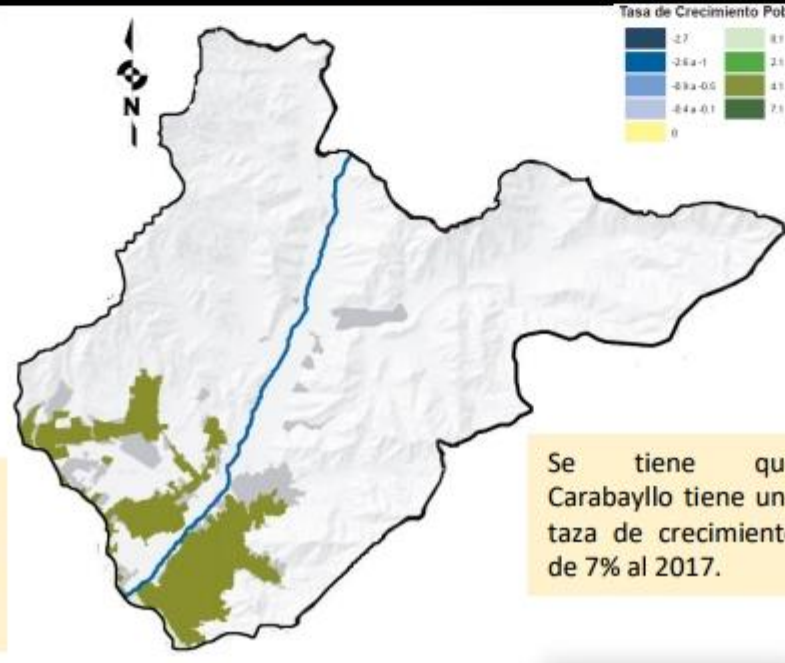 Tasa de Crecimiento Pob
-2.7
-2.6 a -1
-0.9 a -0.5
-0.4 a -0.1
0
N
Se tiene qu
Carabayllo tiene un
taza de crecimient
de 7% al 2017.